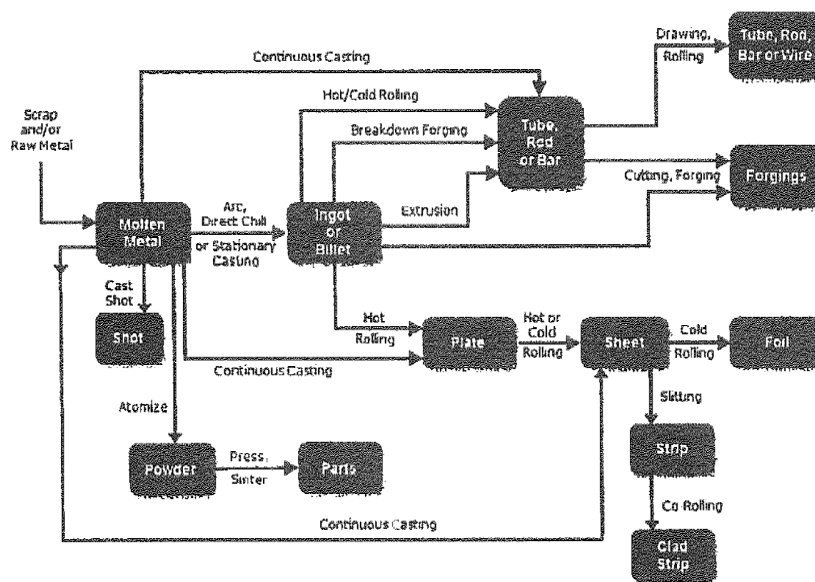 Continuous Casting
Drawing,
Rolling
Tube, Rod,
Bar or Wire
Hot/Cold Rolling
Scrap
and/or
Raw Metal
Breakdown Forging
Tube,
Rod
or Bar
Cutting, Forging
Forgings
Molten
Metal
Arc,
Direct Chill
or Stationary
Casting
Ingot
or
Billet
Extrusion
Cast
Shot
Shot
Hot
Rolling
Plate
Hot or
Cold
Rolling
Sheet
Cold
Rolling
Foil
Continuous Casting
Slitting
Atomize
Powder
Press,
Sinter
Parts
Strip
Co-Rolling
Continuous Casting
Clad
Strip